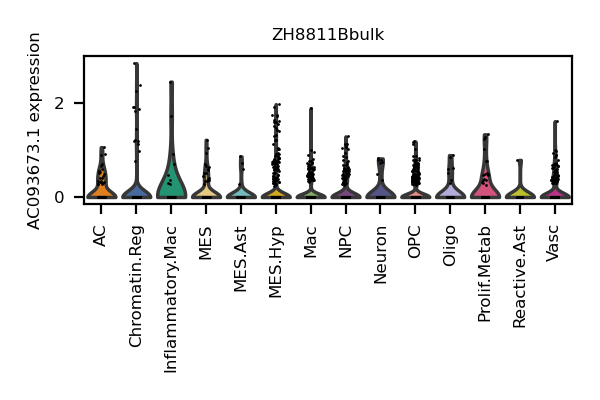 ZH8811Bbulk
AC093673.1 expression
2
0
AC
Chromatin.Reg
Inflammatory.Mac
MES
MES.Ast
MES.Hyp
Mac
NPC
Neuron
OPC
Oligo
Prolif.Metab
Reactive.Ast
Vasc